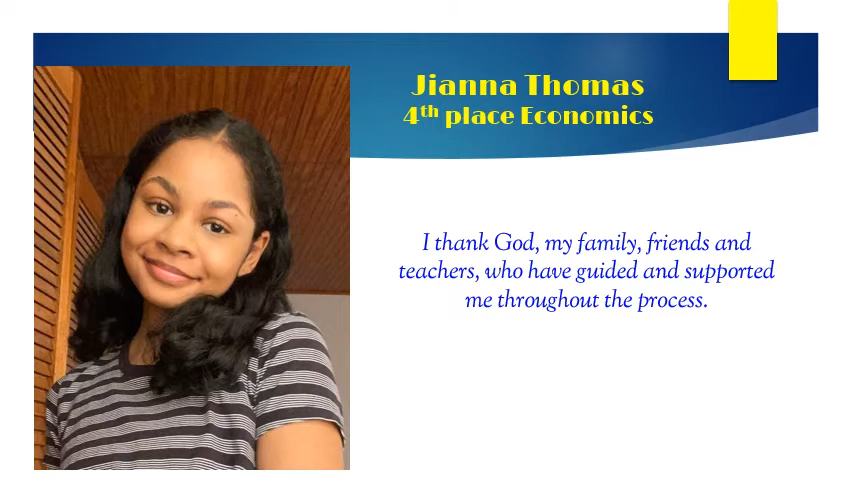 Jianna Thomas
4th place Economics
I thank God, my family, friends and
teachers, who have guided and supported
me throughout the process.